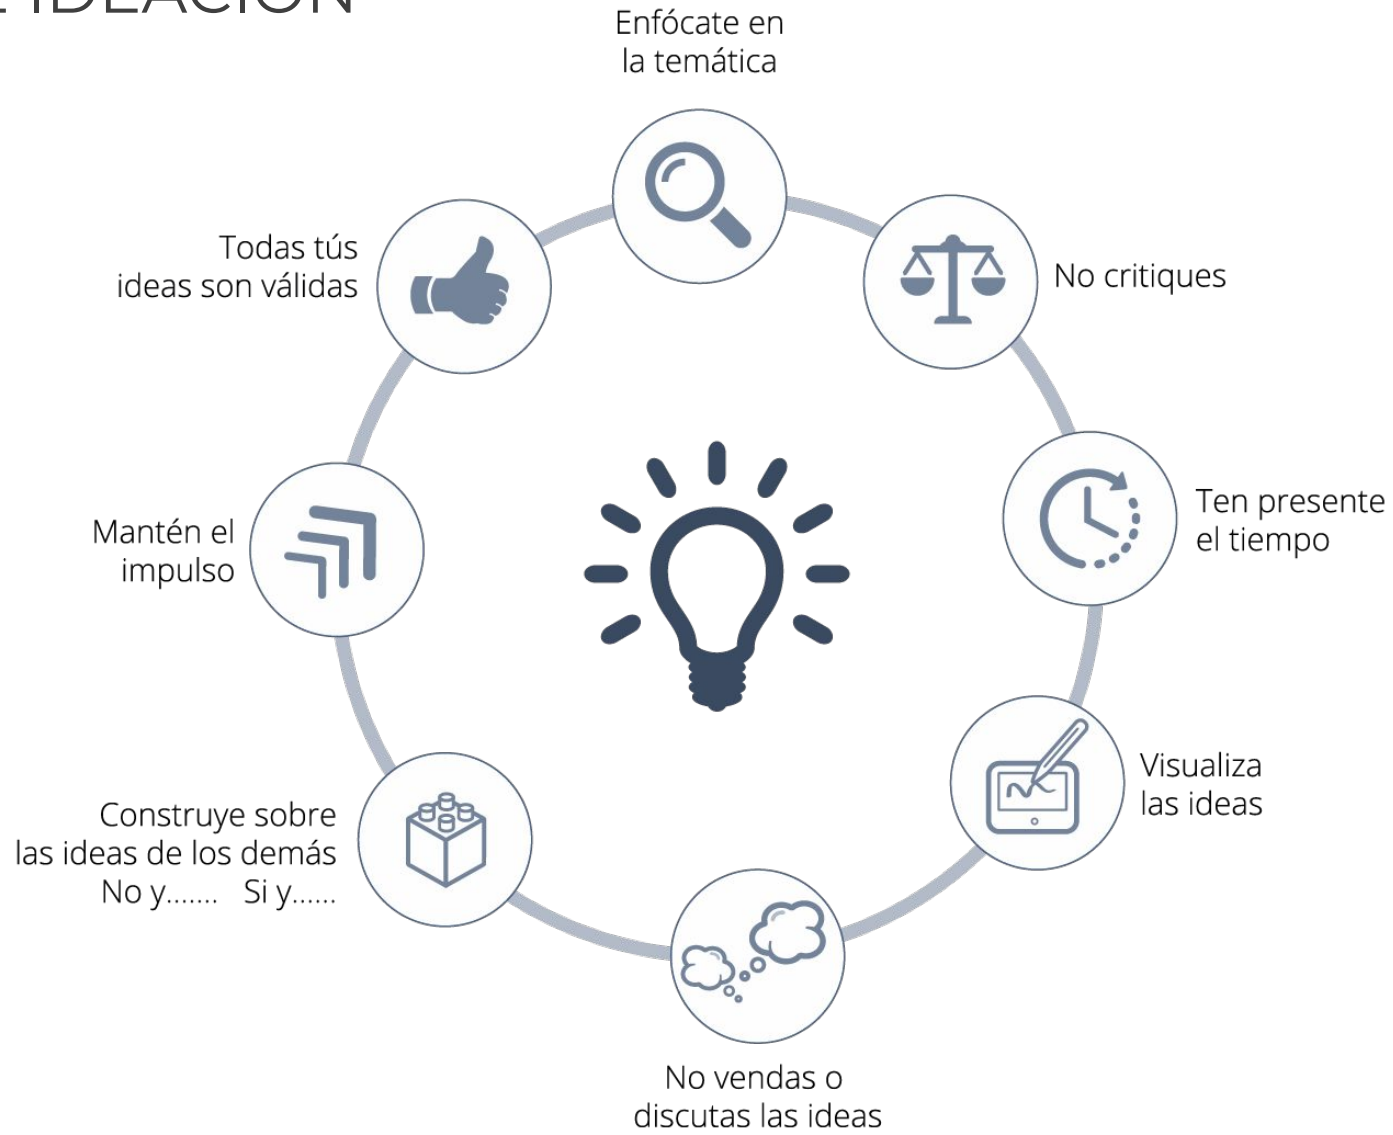 E IDEACIÓN
Enfócate en
la temática
No critiques
Ten presente
el tiempo
Visualiza
las ideas
No vendas o
discutas las ideas
Construye sobre
las ideas de los demás
No y....... Si y......
Mantén el
impulso
Todas tús
ideas son válidas